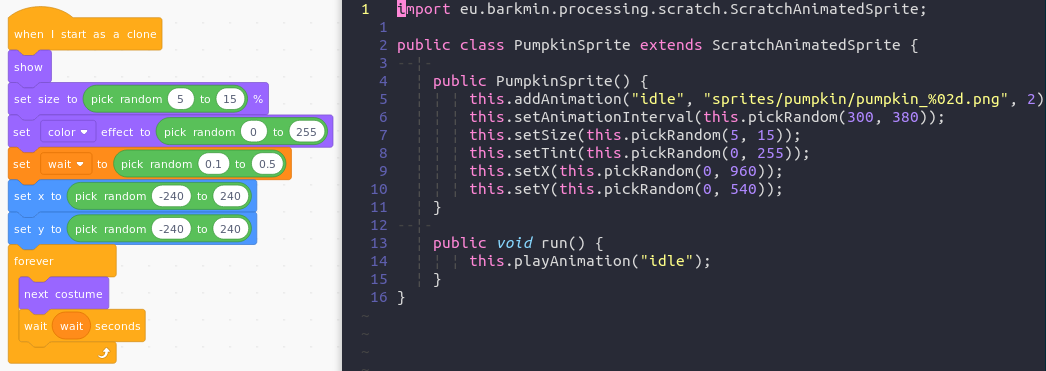 when I start as a clone
show
set size to pick random 5 to 15 %
set color effect to pick random 0 to 255
set wait to pick random 0.1 to 0.5
set x to pick random -240 to 240
set y to pick random -240 to 240
forever
next costume
wait wait seconds
1 import eu.barkmin.processing.scratch.ScratchAnimatedSprite;
1
2 public class PumpkinSprite extends ScratchAnimatedSprite {
3
4 public PumpkinSprite() {
5 this.addAnimation("idle", "sprites/pumpkin/pumpkin_%02d.png", 2)
6 this.setAnimationInterval(this.pickRandom(300, 380));
7 this.setSize(this.pickRandom(5, 15));
8 this.setTint(this.pickRandom(0, 255));
9 this.setX(this.pickRandom(0, 960));
10 this.setY(this.pickRandom(0, 540));
11 }
12
13 public void run() {
14 this.playAnimation("idle");
15 }
16 }
~
~
~